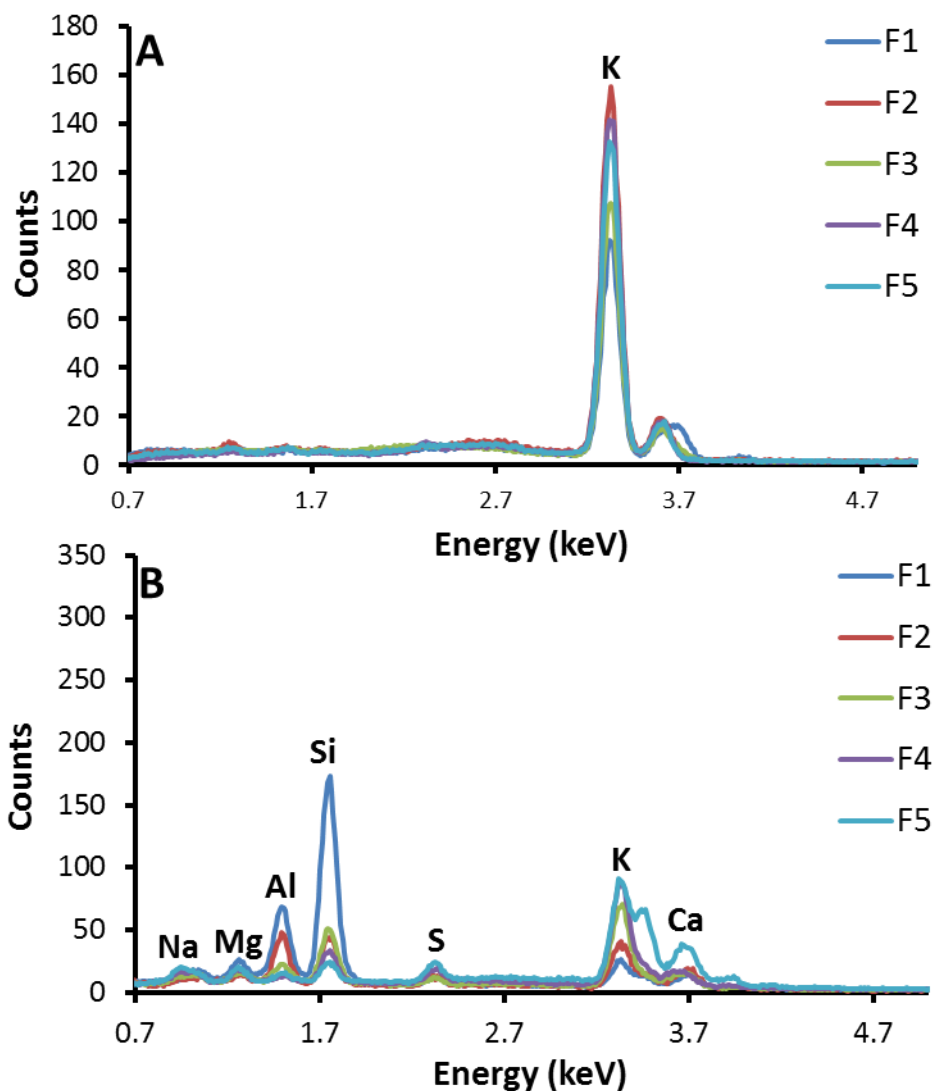 180
A
160
K
140
120
100
80
60
40
20
0
Counts
0.7 1.7 2.7 3.7 4.7
Energy (keV)
F1
F2
F3
F4
F5
350
B
300
250
200
150
100
50
0
Counts
Na Mg Al Si S K Ca
0.7 1.7 2.7 3.7 4.7
Energy (keV)
F1
F2
F3
F4
F5